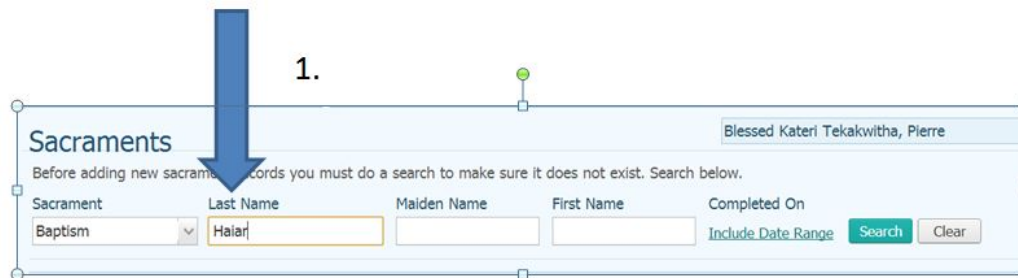 1.
Sacraments
Blessed Kateri Tekakwitha, Pierre
Before adding new sacrame cords you must do a search to make sure it does not exist. Search below.
Sacrament Last Name Maiden Name First Name Completed On
Baptism Haiar Include Date Range Search Clear